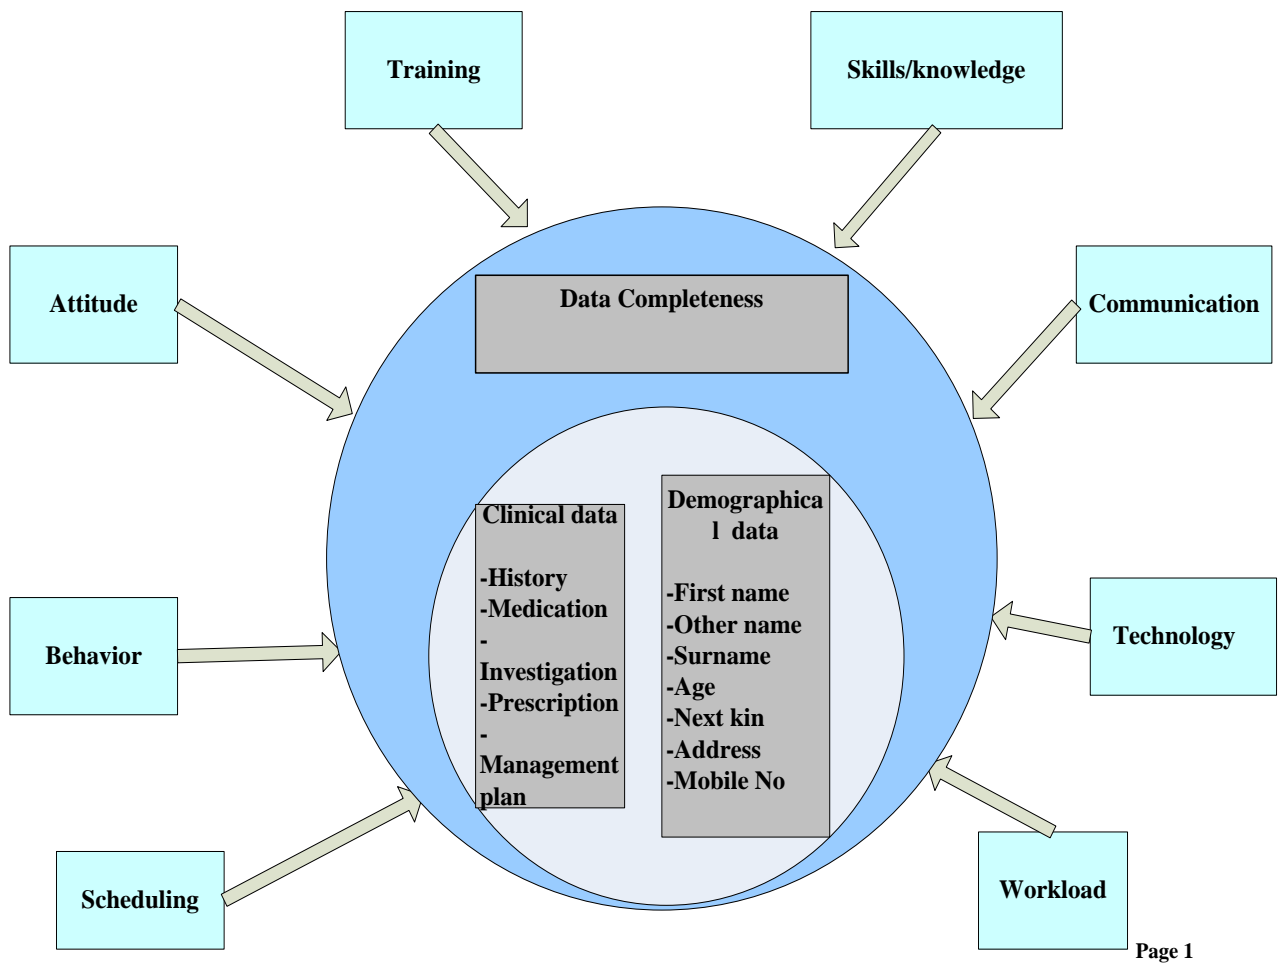 Training
Skills/knowledge
Attitude
Communication
Data Completeness
Clinical data
-History
-Medication
-
Investigation
-Prescription
-
Management
plan
Demographica
l  data
-First name
-Other name
-Surname
-Age
-Next kin
-Address
-Mobile No
Behavior
Technology
Scheduling
Workload
Page 1